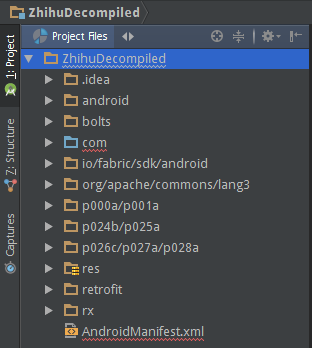 ZhihuDecompiled
1: Project
Project Files
ZhihuDecompiled
.idea
android
bolts
com
io/fabric/sdk/android
org/apache/commons/lang3
p000a/p001a
p024b/p025a
p026c/p027a/p028a
res
retrofit
rx
AndroidManifest.xml
Z: Structure
Captures